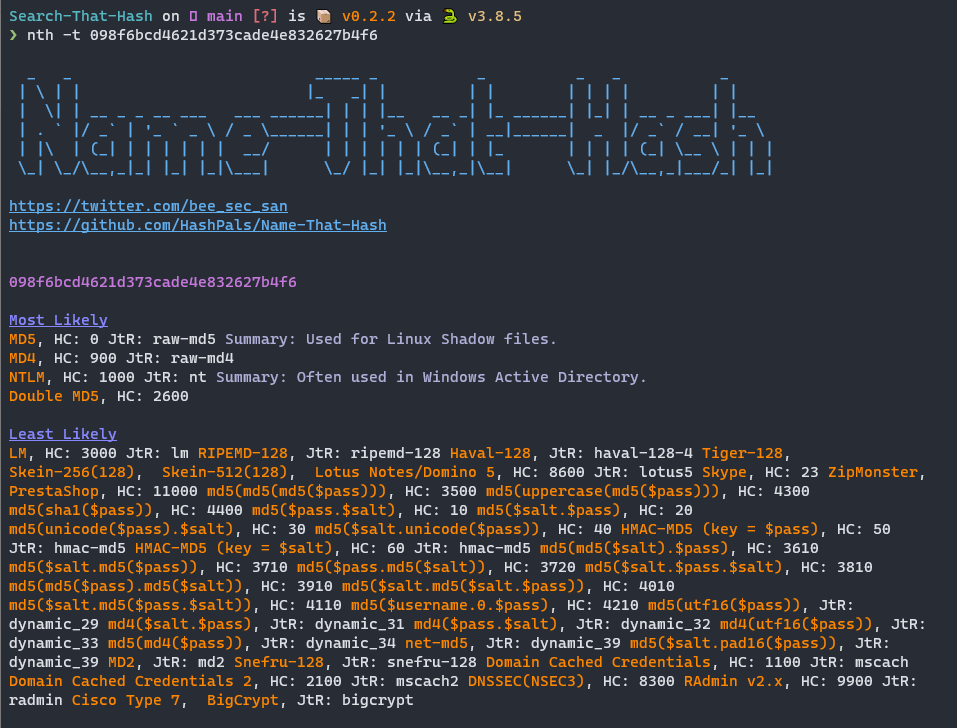 Search-That-Hash on main [?] is 📦 v0.2.2 via 🐍 v3.8.5
❯ nth -t 098f6bcd4621d373cade4e832627b4f6
Name-That-Hash
https://twitter.com/bee_sec_san
https://github.com/HashPals/Name-That-Hash
098f6bcd4621d373cade4e832627b4f6
Most Likely
MD5, HC: 0 JtR: raw-md5 Summary: Used for Linux Shadow files.
MD4, HC: 900 JtR: raw-md4
NTLM, HC: 1000 JtR: nt Summary: Often used in Windows Active Directory.
Double MD5, HC: 2600
Least Likely
LM, HC: 3000 JtR: lm RIPEMD-128, JtR: ripemd-128 Haval-128, JtR: haval-128-4 Tiger-128,
Skein-256(128),  Skein-512(128),  Lotus Notes/Domino 5, HC: 8600 JtR: lotus5 Skype, HC: 23 ZipMonster,
PrestaShop, HC: 11000 md5(md5(md5($pass))), HC: 3500 md5(uppercase(md5($pass))), HC: 4300
md5(sha1($pass)), HC: 4400 md5($pass.$salt), HC: 10 md5($salt.$pass), HC: 20
md5(unicode($pass).$salt), HC: 30 md5($salt.unicode($pass)), HC: 40 HMAC-MD5 (key = $pass), HC: 50
JtR: hmac-md5 HMAC-MD5 (key = $salt), HC: 60 JtR: hmac-md5 md5(md5($salt).$pass), HC: 3610
md5($salt.md5($pass)), HC: 3710 md5($pass.md5($salt)), HC: 3720 md5($salt.$pass.$salt), HC: 3810
md5(md5($pass).md5($salt)), HC: 3910 md5($salt.md5($salt.$pass)), HC: 4010
md5($salt.md5($pass.$salt)), HC: 4110 md5($username.0.$pass), HC: 4210 md5(utf16($pass)), JtR:
dynamic_29 md4($salt.$pass), JtR: dynamic_31 md4($pass.$salt), JtR: dynamic_32 md4(utf16($pass)), JtR:
dynamic_33 md5(md4($pass)), JtR: dynamic_34 net-md5, JtR: dynamic_39 md5($salt.pad16($pass)), JtR:
dynamic_39 MD2, JtR: md2 Snefru-128, JtR: snefru-128 Domain Cached Credentials, HC: 1100 JtR: mscach
Domain Cached Credentials 2, HC: 2100 JtR: mscach2 DNSSEC(NSEC3), HC: 8300 RAdmin v2.x, HC: 9900 JtR:
radmin Cisco Type 7,  BigCrypt, JtR: bigcrypt